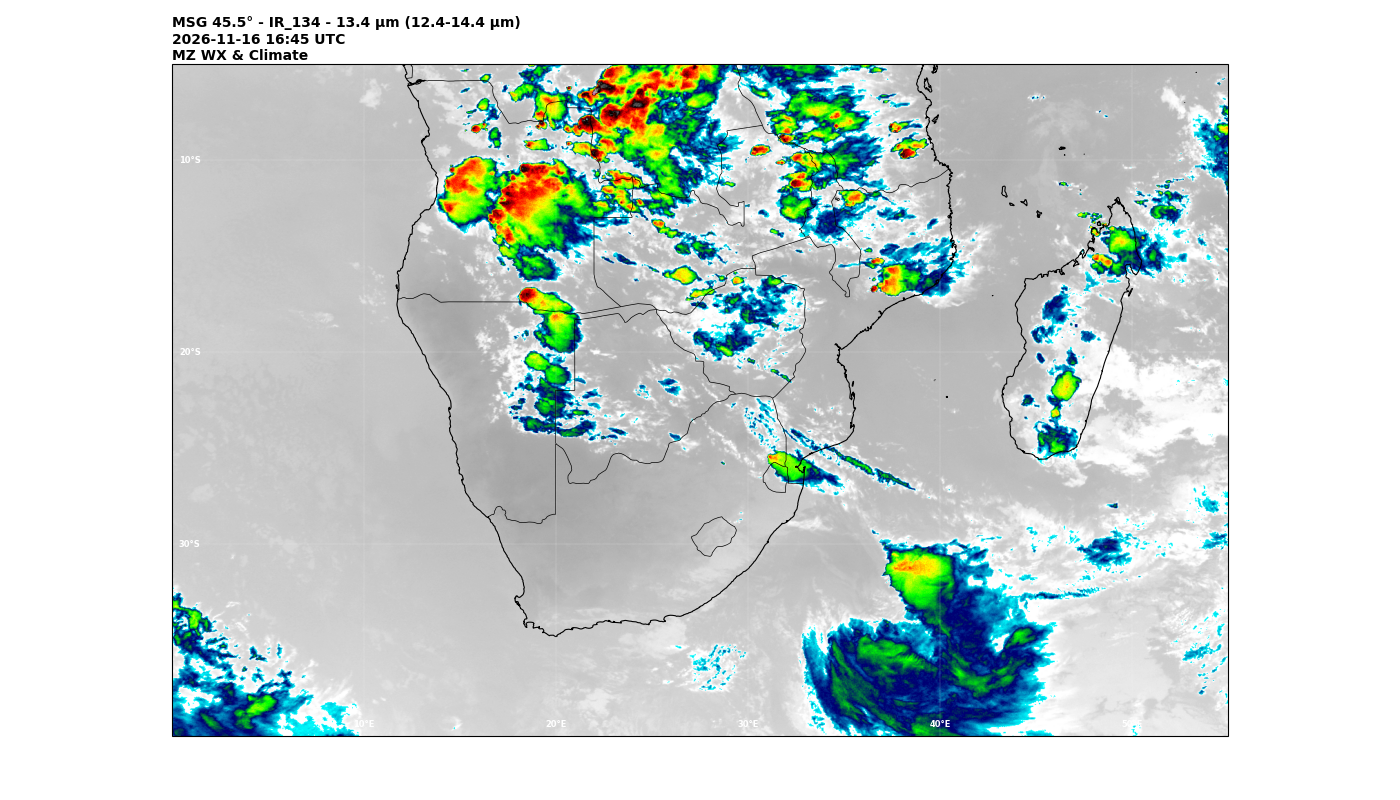 MSG 45.5° - IR_134 - 13.4 µm (12.4-14.4 µm)
2026-11-16 16:45 UTC
MZ WX & Climate
10°S
20°S
30°S
10°E
20°E
30°E
40°E